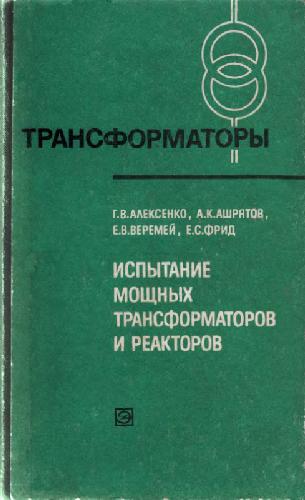 ТРАНСФОРМАТОРЫ
Г.В.АЛЕКСЕНКО, А.К.АШРЯТОВ,
Е.В.ВЕРЕМЕЙ, Е.С.ФРИД
ИСПЫТАНИЕ
МОЩНЫХ
ТРАНСФОРМАТОРОВ
И РЕАКТОРОВ